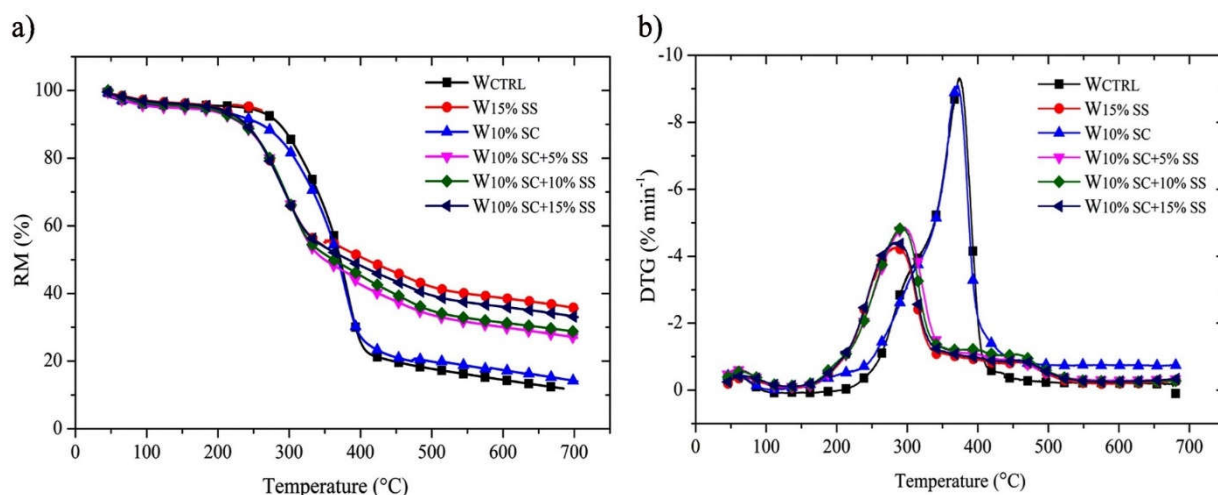 a)
100
80
60
40
20
0
RM (%)
0 100 200 300 400 500 600 700
Temperature (°C)
WCTRL
W15% SS
W10% SC
W10% SC+5% SS
W10% SC+10% SS
W10% SC+15% SS
b)
-10
-8
-6
-4
-2
0
DTG (% min⁻¹)
0 100 200 300 400 500 600 700
Temperature (°C)
WCTRL
W15% SS
W10% SC
W10% SC+5% SS
W10% SC+10% SS
W10% SC+15% SS